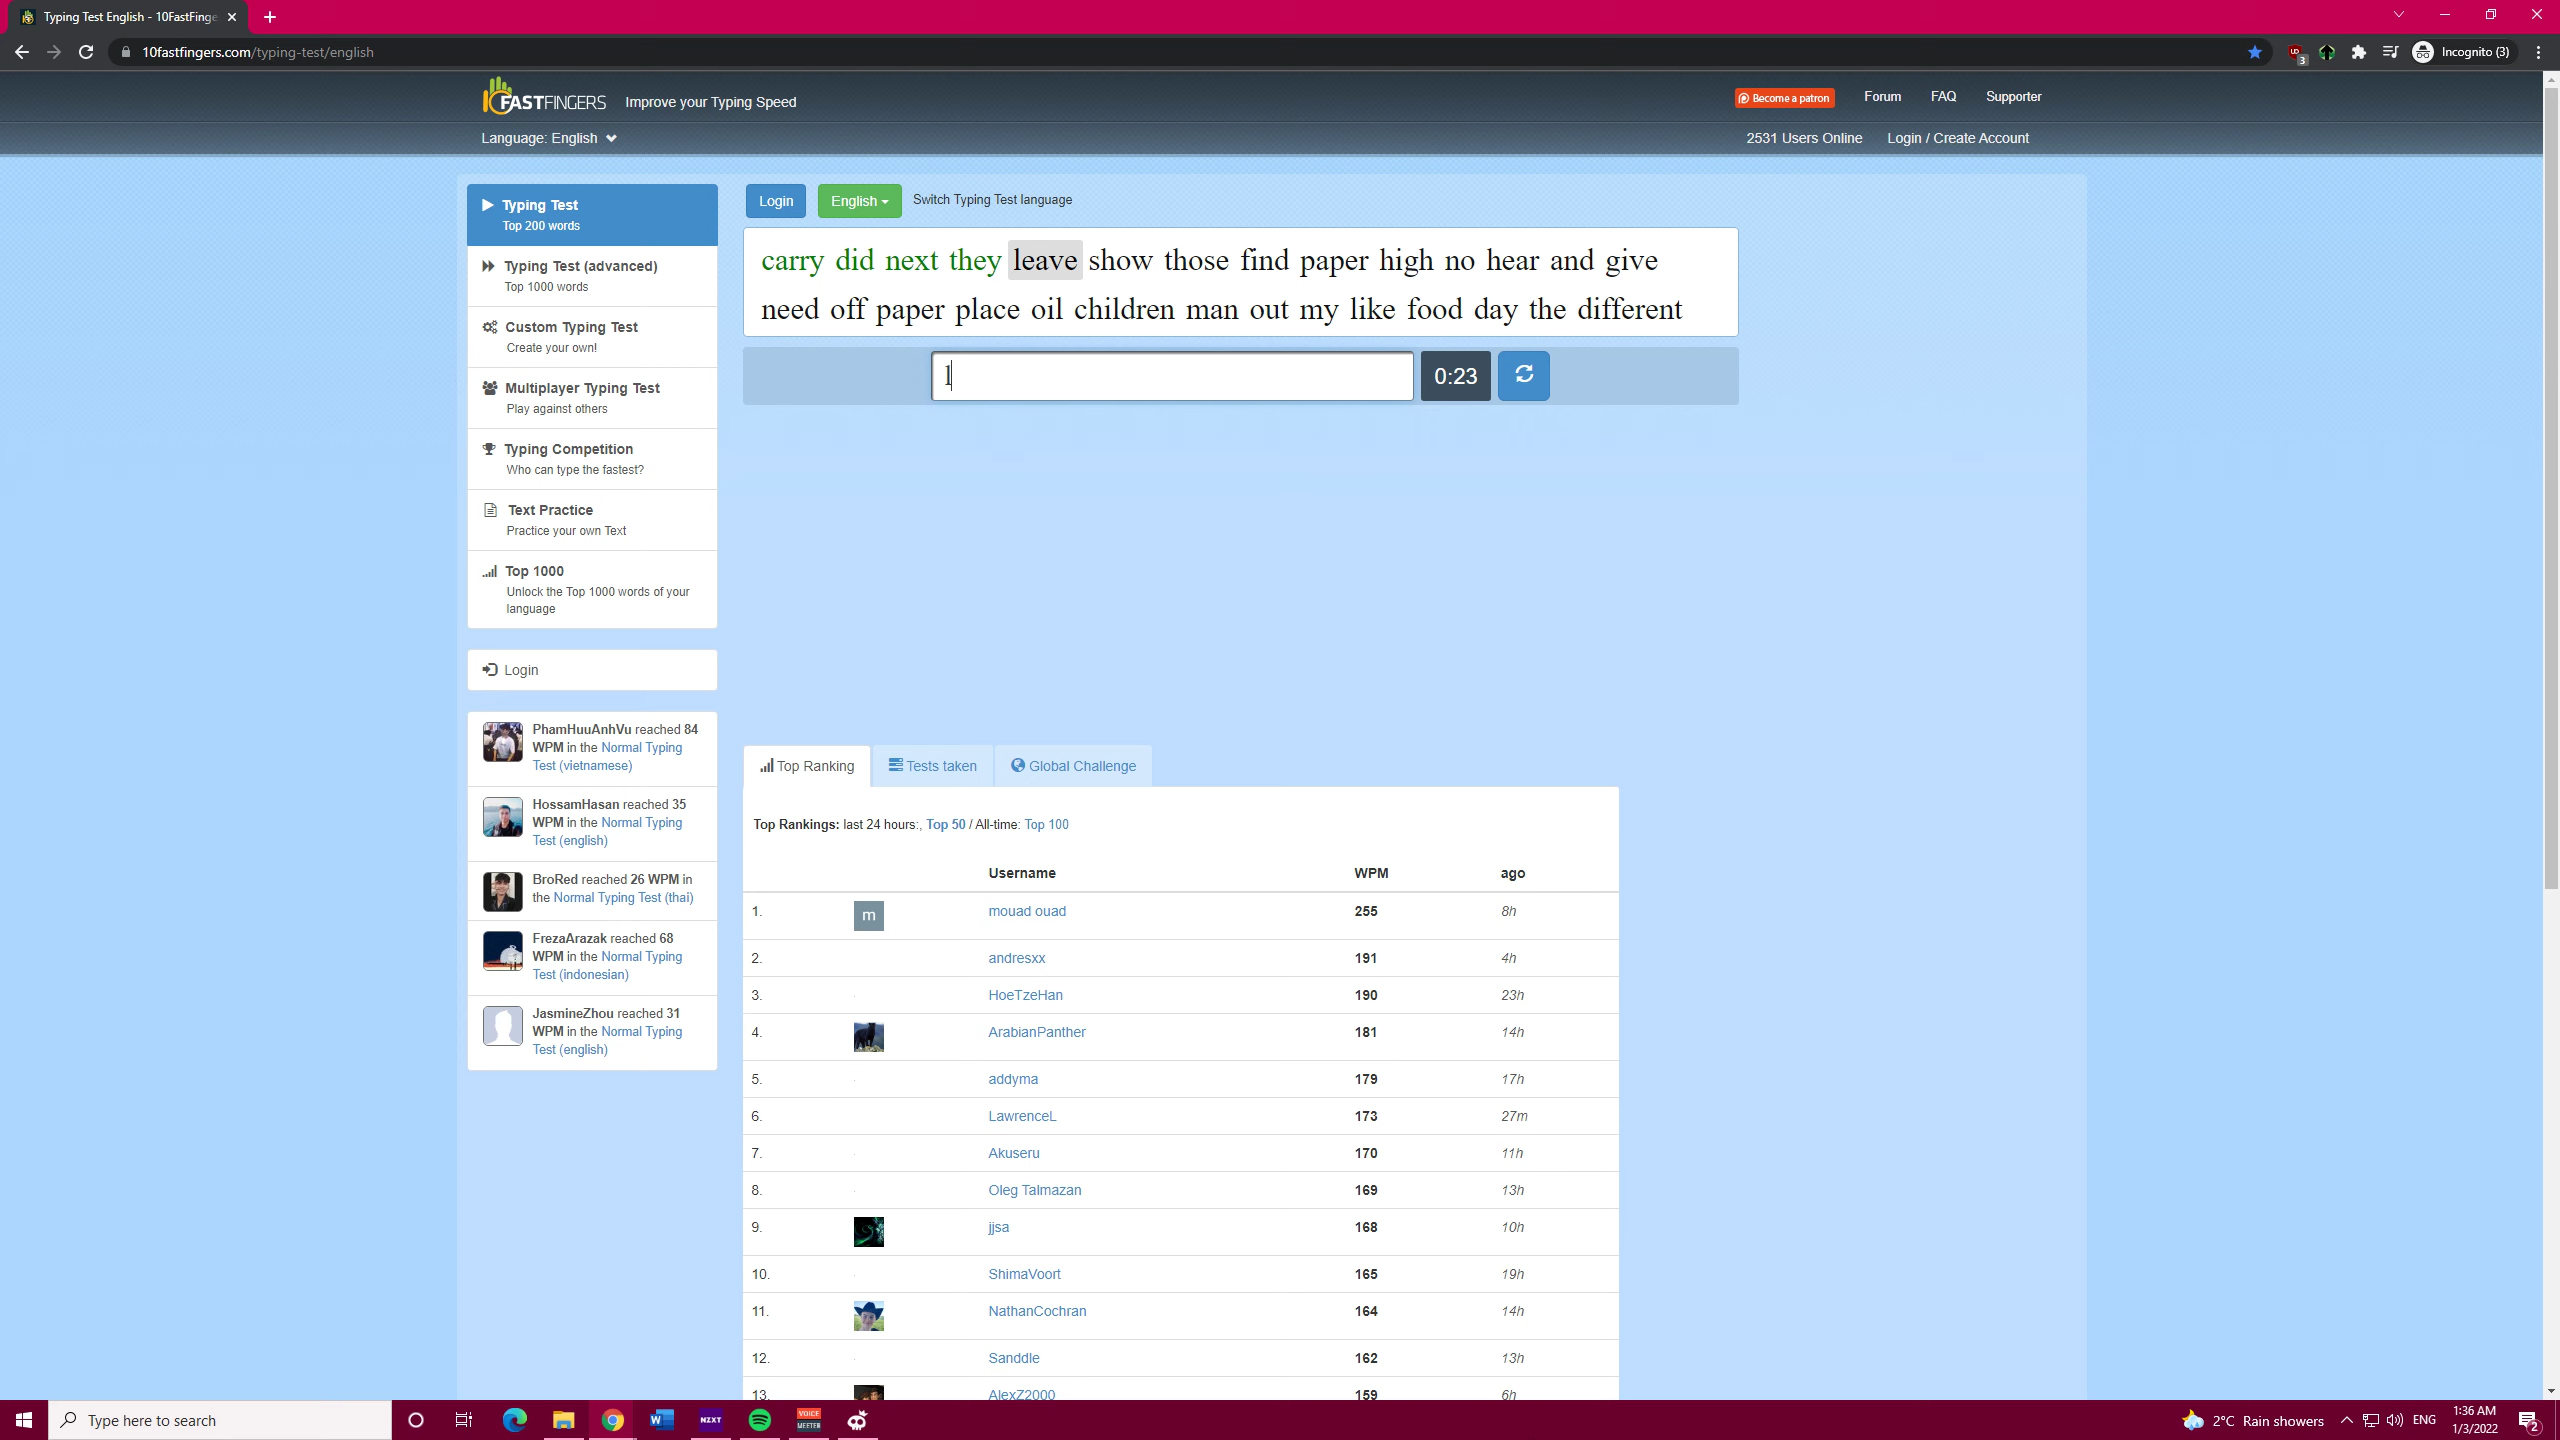 Typing Test English - 10FastFinge
10fastfingers.com/typing-test/english
Incognito (3)
3
FASTFINGERS Improve your Typing Speed
Become a patron Forum FAQ Supporter
Language: English
2531 Users Online Login / Create Account
Typing Test
Top 200 words
Typing Test (advanced)
Top 1000 words
Custom Typing Test
Create your own!
Multiplayer Typing Test
Play against others
Typing Competition
Who can type the fastest?
Text Practice
Practice your own Text
Top 1000
Unlock the Top 1000 words of your
language
Login
PhamHuuAnhVu reached 84
WPM in the Normal Typing
Test (vietnamese)
HossamHasan reached 35
WPM in the Normal Typing
Test (english)
BroRed reached 26 WPM in
the Normal Typing Test (thai)
FrezaArazak reached 68
WPM in the Normal Typing
Test (indonesian)
JasmineZhou reached 31
WPM in the Normal Typing
Test (english)
Login English Switch Typing Test language
carry did next they leave show those find paper high no hear and give
need off paper place oil children man out my like food day the different
l 0:23
Top Ranking Tests taken Global Challenge
Top Rankings: last 24 hours:, Top 50 / All-time: Top 100
Username WPM ago
1. m mouad ouad 255 8h
2. andresxx 191 4h
3. HoeTzeHan 190 23h
4. ArabianPanther 181 14h
5. addyma 179 17h
6. LawrenceL 173 27m
7. Akuseru 170 11h
8. Oleg Talmazan 169 13h
9. jjsa 168 10h
10. ShimaVoort 165 19h
11. NathanCochran 164 14h
12. Sanddle 162 13h
13. AlexZ2000 159 6h
Type here to search
NZXT
VOICE
MEETER
2°C Rain showers
ENG
1:36 AM
1/3/2022
2